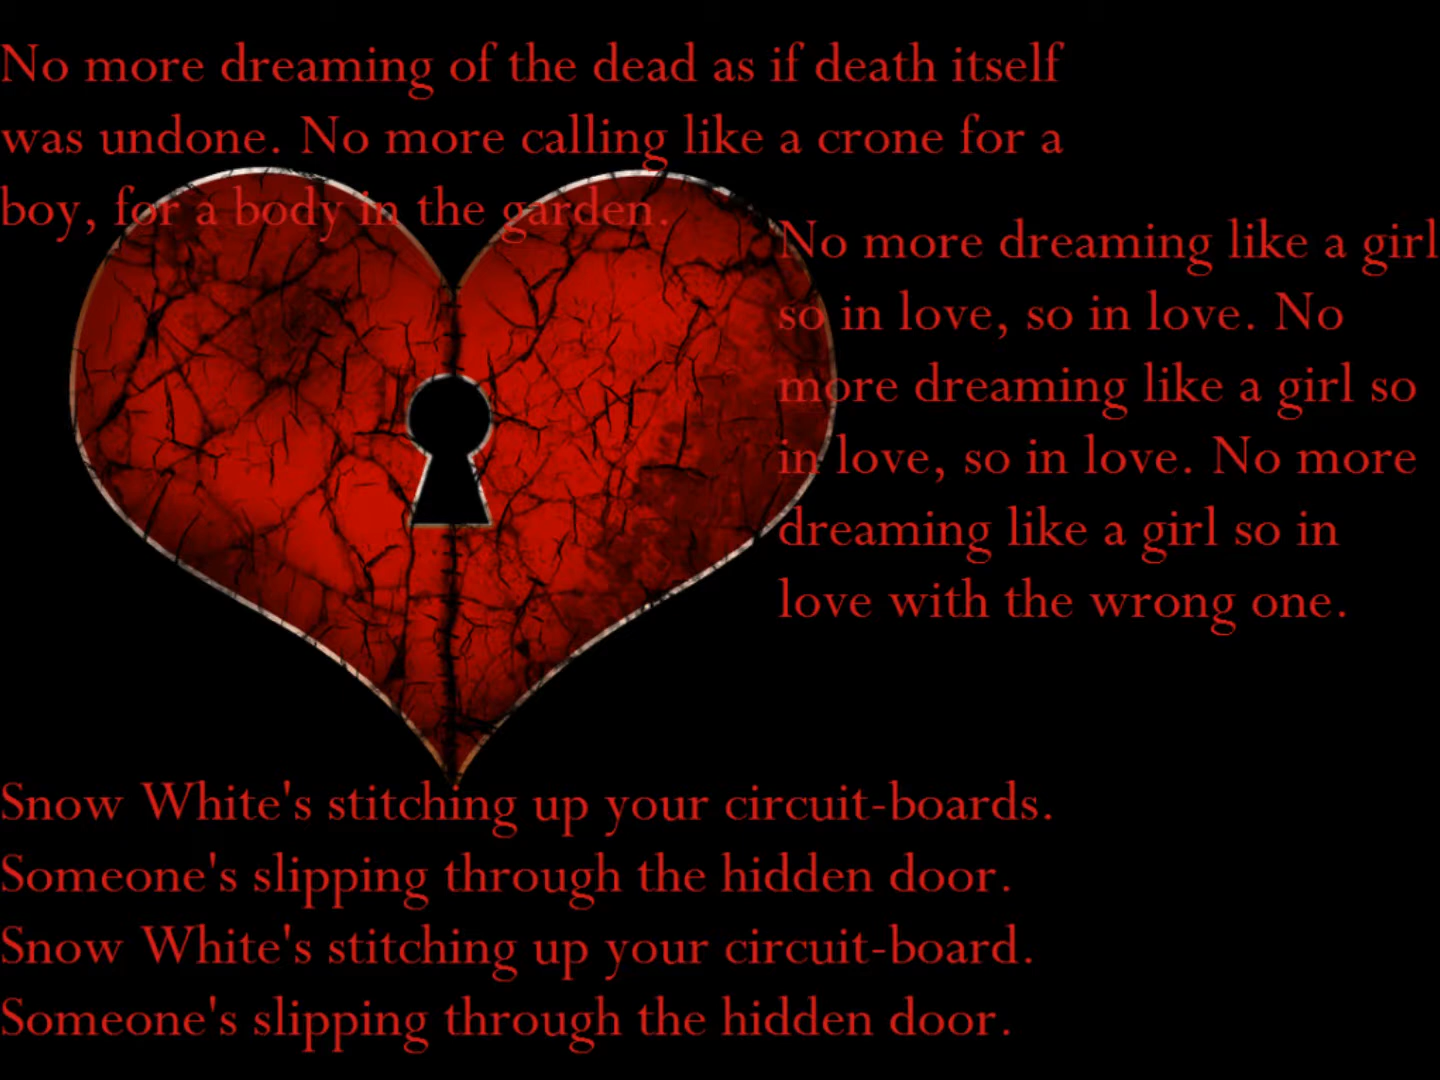 No more dreaming of the dead as if death itself
was undone. No more calling like a crone for a
boy, for a body in the garden.
No more dreaming like a girl
so in love, so in love. No
more dreaming like a girl so
in love, so in love. No more
dreaming like a girl so in
love with the wrong one.
Snow White's stitching up your circuit-boards.
Someone's slipping through the hidden door.
Snow White's stitching up your circuit-board.
Someone's slipping through the hidden door.